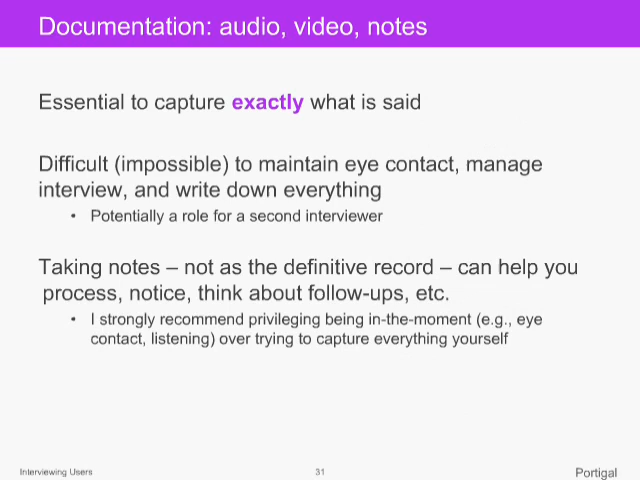 Documentation: audio, video, notes
Essential to capture exactly what is said
Difficult (impossible) to maintain eye contact, manage
interview, and write down everything
• Potentially a role for a second interviewer
Taking notes – not as the definitive record – can help you
process, notice, think about follow-ups, etc.
• I strongly recommend privileging being in-the-moment (e.g., eye
contact, listening) over trying to capture everything yourself
Interviewing Users
31
Portigal